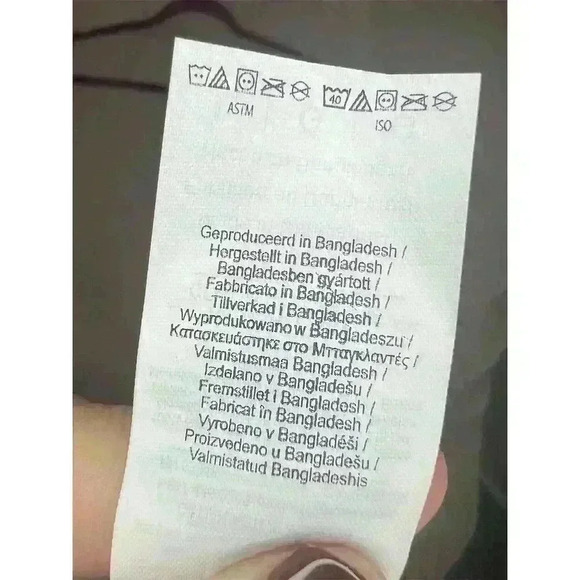 40
ASTM ISO
Geproduceerd in Bangladesh /
Hergestellt in Bangladesh /
Bangladesben gyártott /
Fabbricato in Bangladesh /
Tillverkad i Bangladesh /
Wyprodukowano w Bangladeszu /
Κατασκευάστηκε στο Μπαγκλαντές /
Valmistusmaa Bangladesh /
Izdelano v Bangladešu /
Fremstillet i Bangladesh /
Fabricat în Bangladesh /
Vyrobeno v Bangladéši /
Proizvedeno u Bangladešu /
Valmistatud Bangladeshis